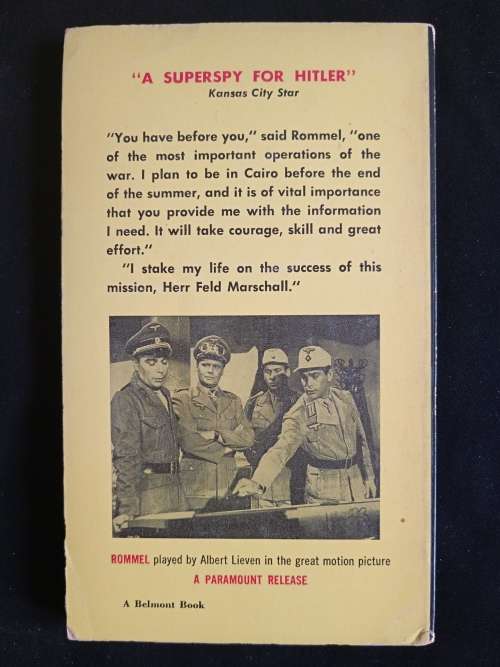 "A SUPERSPY FOR HITLER"
Kansas City Star
"You have before you," said Rommel, "one
of the most important operations of the
war. I plan to be in Cairo before the end
of the summer, and it is of vital importance
that you provide me with the information
I need. It will take courage, skill and great
effort."
"I stake my life on the success of this
mission, Herr Feld Marschall."
ROMMEL played by Albert Lieven in the great motion picture
A PARAMOUNT RELEASE
A Belmont Book